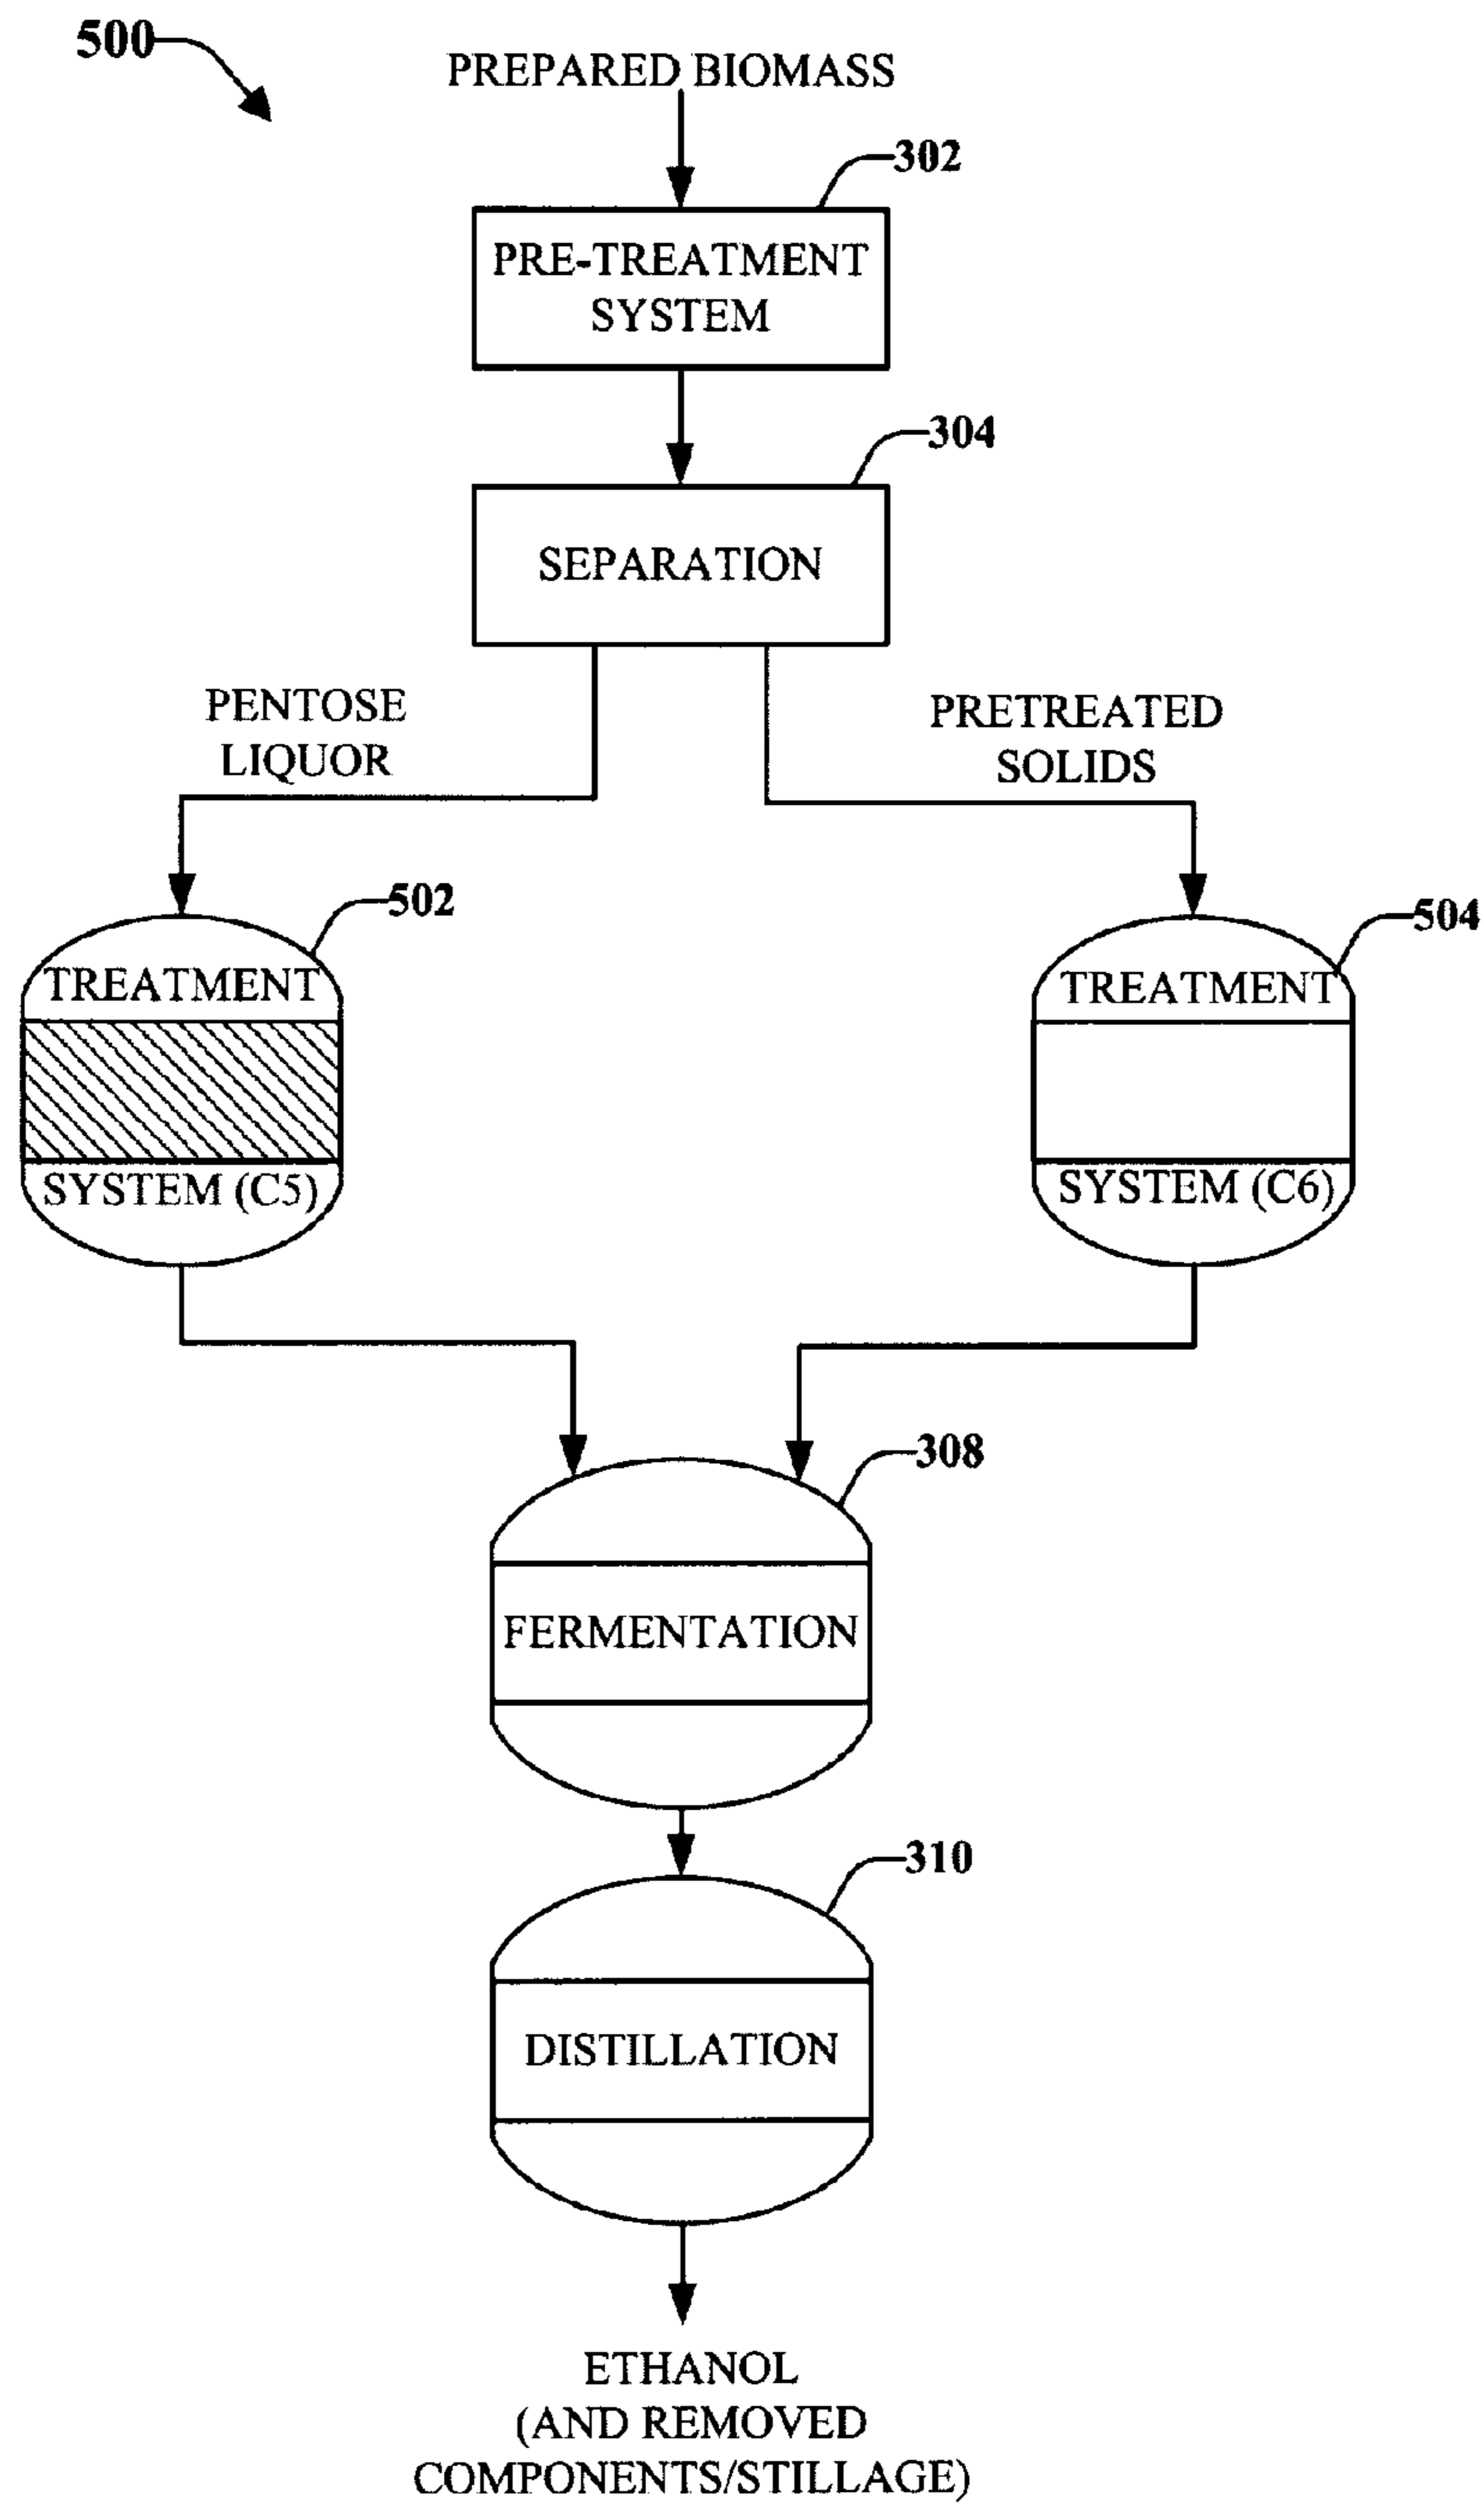 500
PREPARED BIOMASS
302
PRE-TREATMENT
SYSTEM
304
SEPARATION
PENTOSE
LIQUOR
PRETREATED
SOLIDS
502
504
TREATMENT
SYSTEM (C5)
TREATMENT
SYSTEM (C6)
308
FERMENTATION
310
DISTILLATION
ETHANOL
(AND REMOVED
COMPONENTS/STILLAGE)